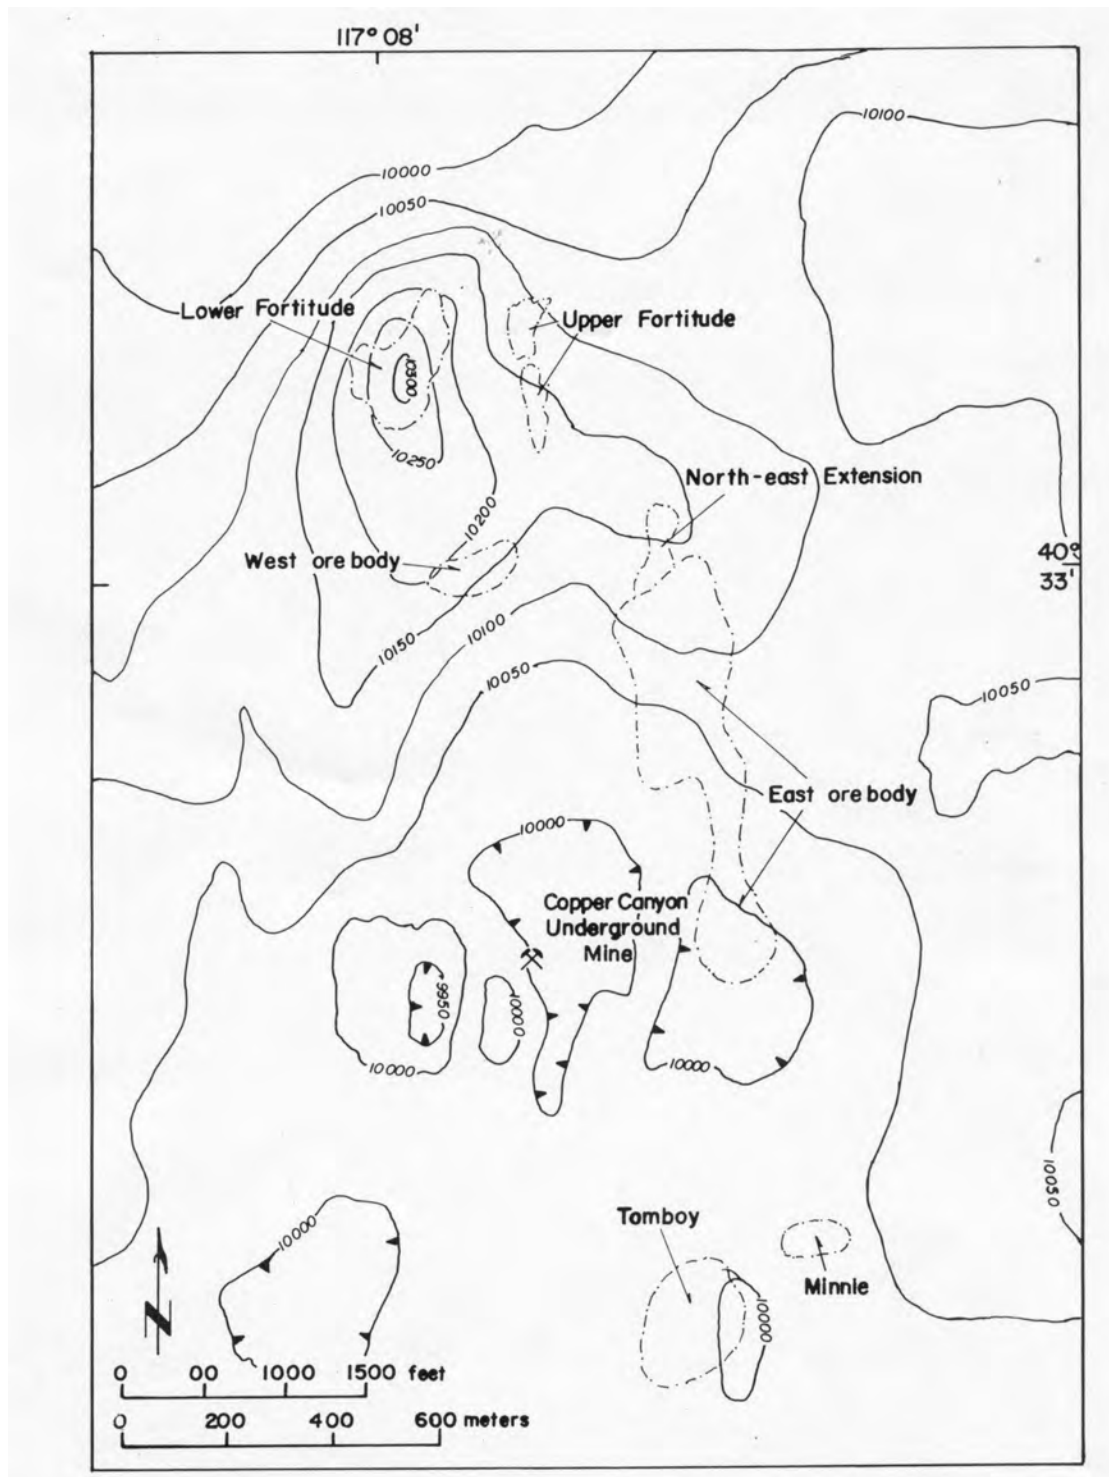 117° 08'
10100
10000
10050
Lower Fortitude
Upper Fortitude
10300
10250
North-east Extension
10200
West ore body
40°
33'
10100
10150
10050
10050
East ore body
10000
Copper Canyon
Underground
Mine
9950
10000
10000
10000
10050
Tomboy
10000
Minnie
10000
N
0 00 1000 1500 feet
0 200 400 600 meters